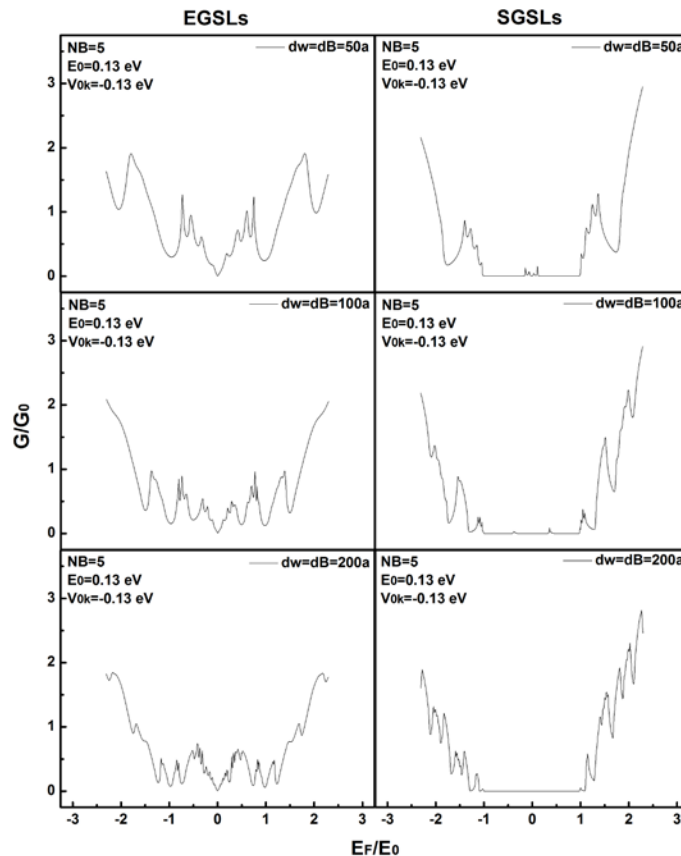 EGSLs SGSLs
NB=5 dw=dB=50a NB=5 dw=dB=50a
E0=0.13 eV E0=0.13 eV
V0k=-0.13 eV V0k=-0.13 eV
3
2
1
0
NB=5 dw=dB=100a NB=5 dw=dB=100a
E0=0.13 eV E0=0.13 eV
V0k=-0.13 eV V0k=-0.13 eV
3
2
1
0
G/G0
NB=5 dw=dB=200a NB=5 dw=dB=200a
E0=0.13 eV E0=0.13 eV
V0k=-0.13 eV V0k=-0.13 eV
3
2
1
0
-3 -2 -1 0 1 2 3 -3 -2 -1 0 1 2 3
EF/E0